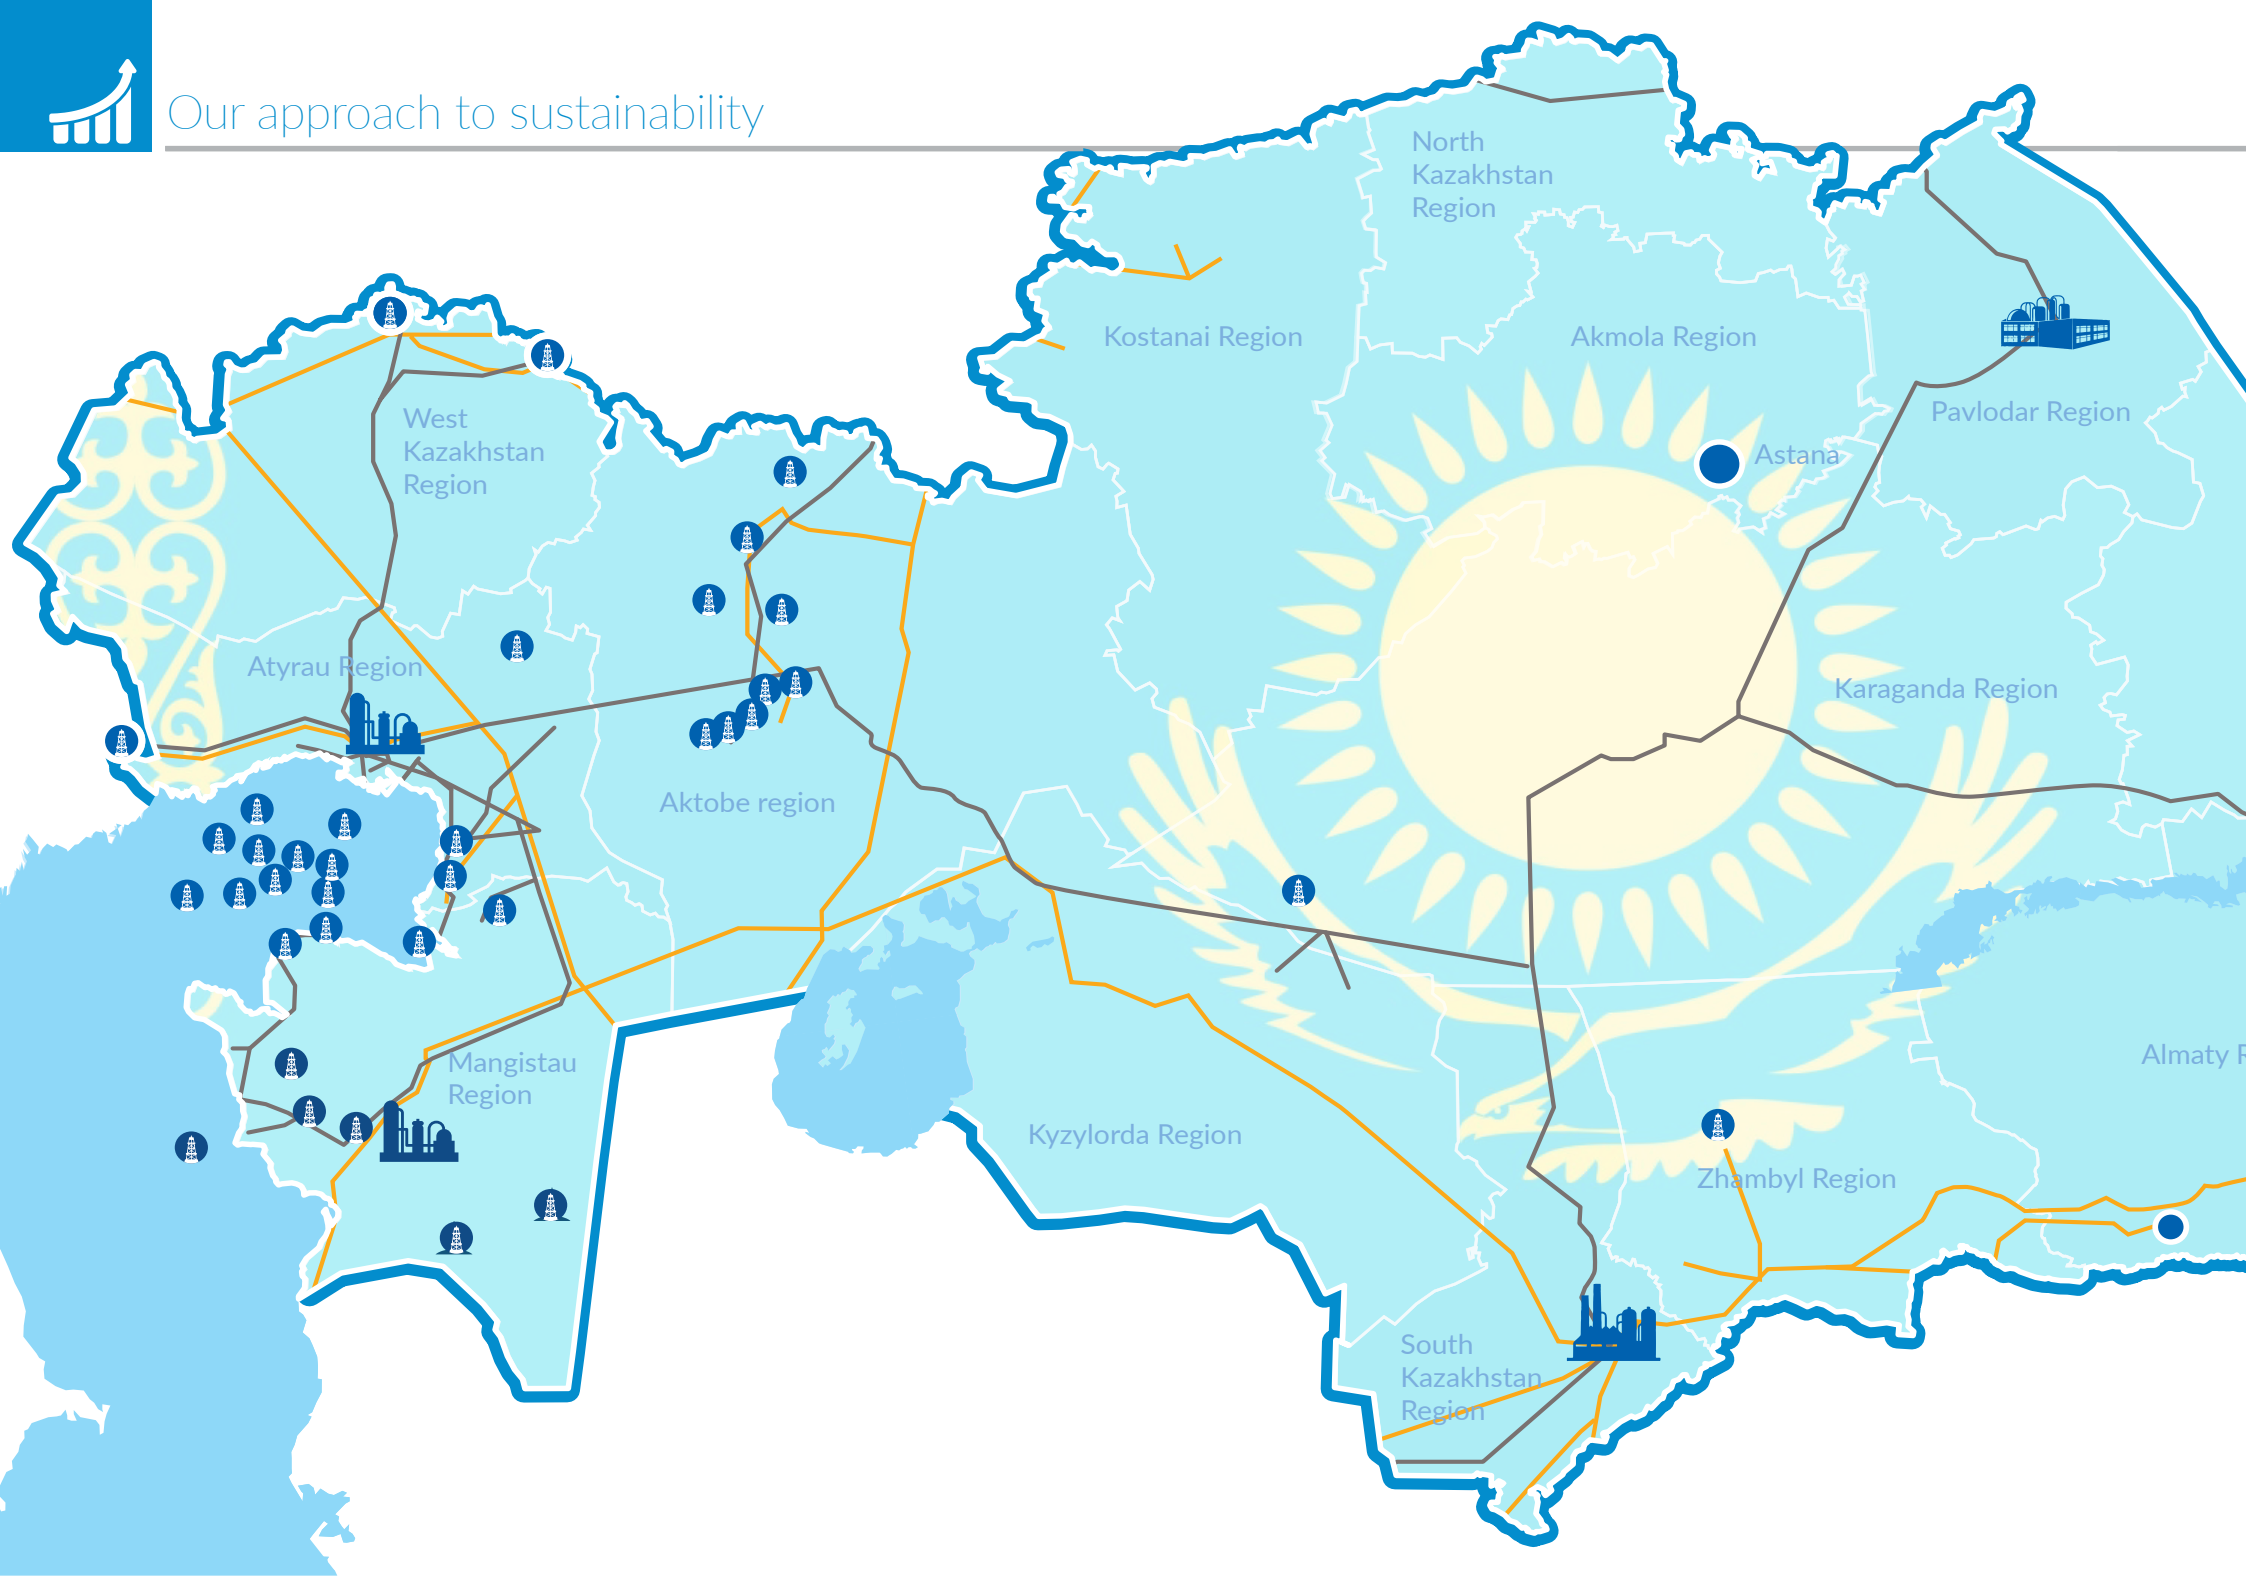 Our approach to sustainability
North
Kazakhstan
Region
Kostanai Region
Akmola Region
West
Kazakhstan
Region
Pavlodar Region
Astana
Atyrau Region
Karaganda Region
Aktobe region
Mangistau
Region
Almaty R
Kyzylorda Region
Zhambyl Region
South
Kazakhstan
Region